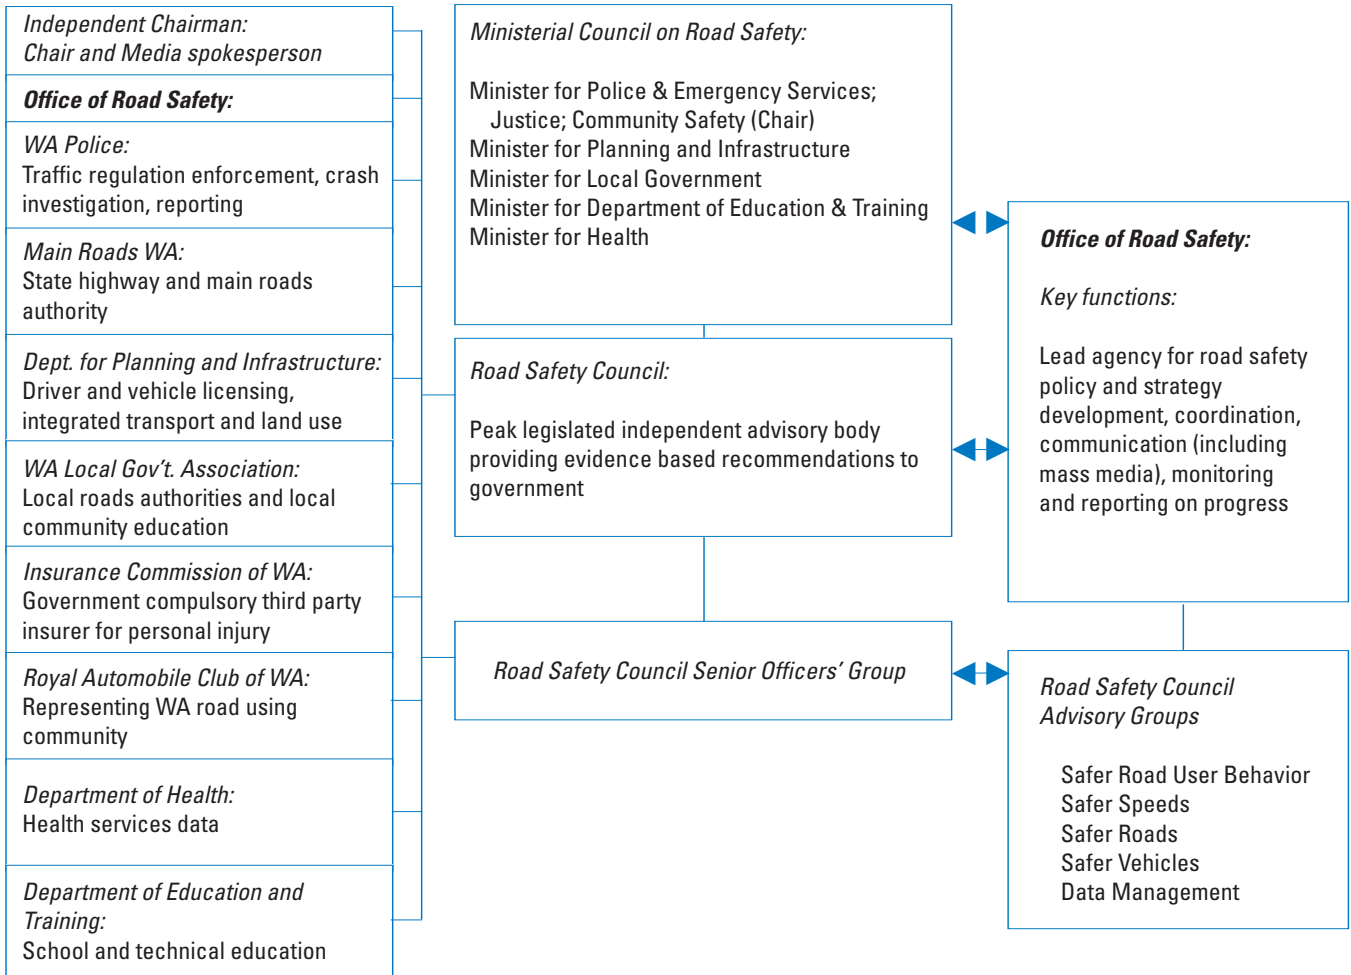 Independent Chairman:
Chair and Media spokesperson
Office of Road Safety:
WA Police:
Traffic regulation enforcement, crash
investigation, reporting
Main Roads WA:
State highway and main roads
authority
Dept. for Planning and Infrastructure:
Driver and vehicle licensing,
integrated transport and land use
WA Local Gov’t. Association:
Local roads authorities and local
community education
Insurance Commission of WA:
Government compulsory third party
insurer for personal injury
Royal Automobile Club of WA:
Representing WA road using
community
Department of Health:
Health services data
Department of Education and
Training:
School and technical education
Ministerial Council on Road Safety:
Minister for Police & Emergency Services;
Justice; Community Safety (Chair)
Minister for Planning and Infrastructure
Minister for Local Government
Minister for Department of Education & Training
Minister for Health
Road Safety Council:
Peak legislated independent advisory body
providing evidence based recommendations to
government
Road Safety Council Senior Officers’ Group
Office of Road Safety:
Key functions:
Lead agency for road safety
policy and strategy
development, coordination,
communication (including
mass media), monitoring
and reporting on progress
Road Safety Council
Advisory Groups
Safer Road User Behavior
Safer Speeds
Safer Roads
Safer Vehicles
Data Management